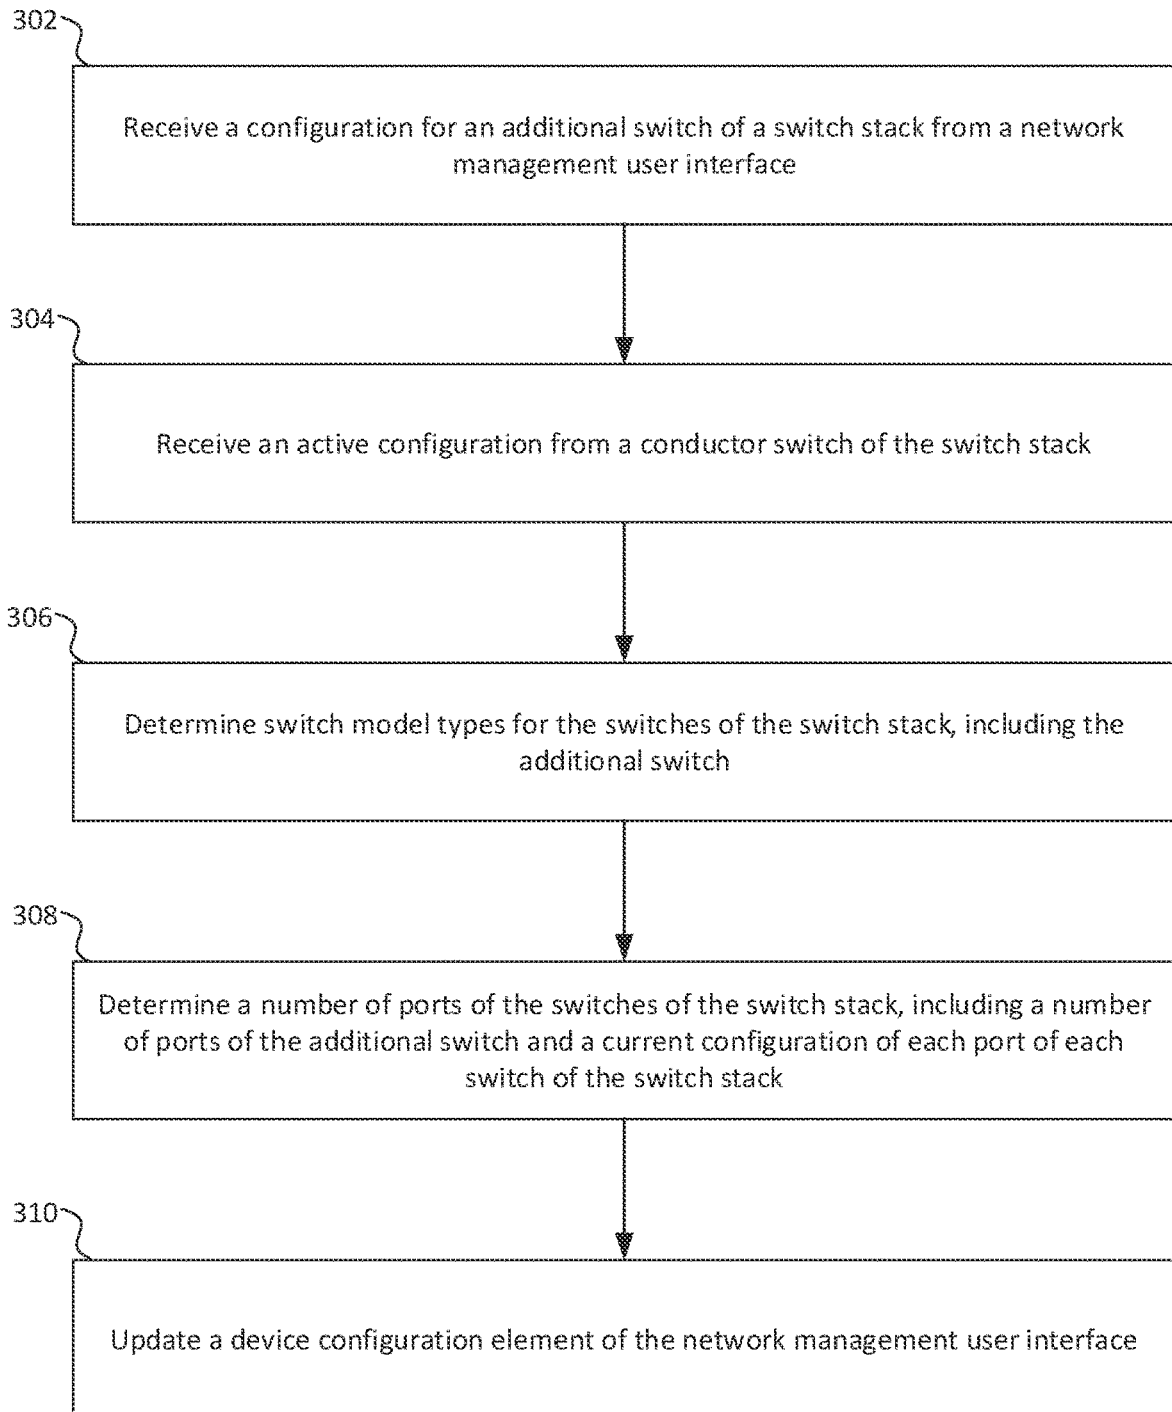 302
Receive a configuration for an additional switch of a switch stack from a network
management user interface
304
Receive an active configuration from a conductor switch of the switch stack
306
Determine switch model types for the switches of the switch stack, including the
additional switch
308
Determine a number of ports of the switches of the switch stack, including a number
of ports of the additional switch and a current configuration of each port of each
switch of the switch stack
310
Update a device configuration element of the network management user interface